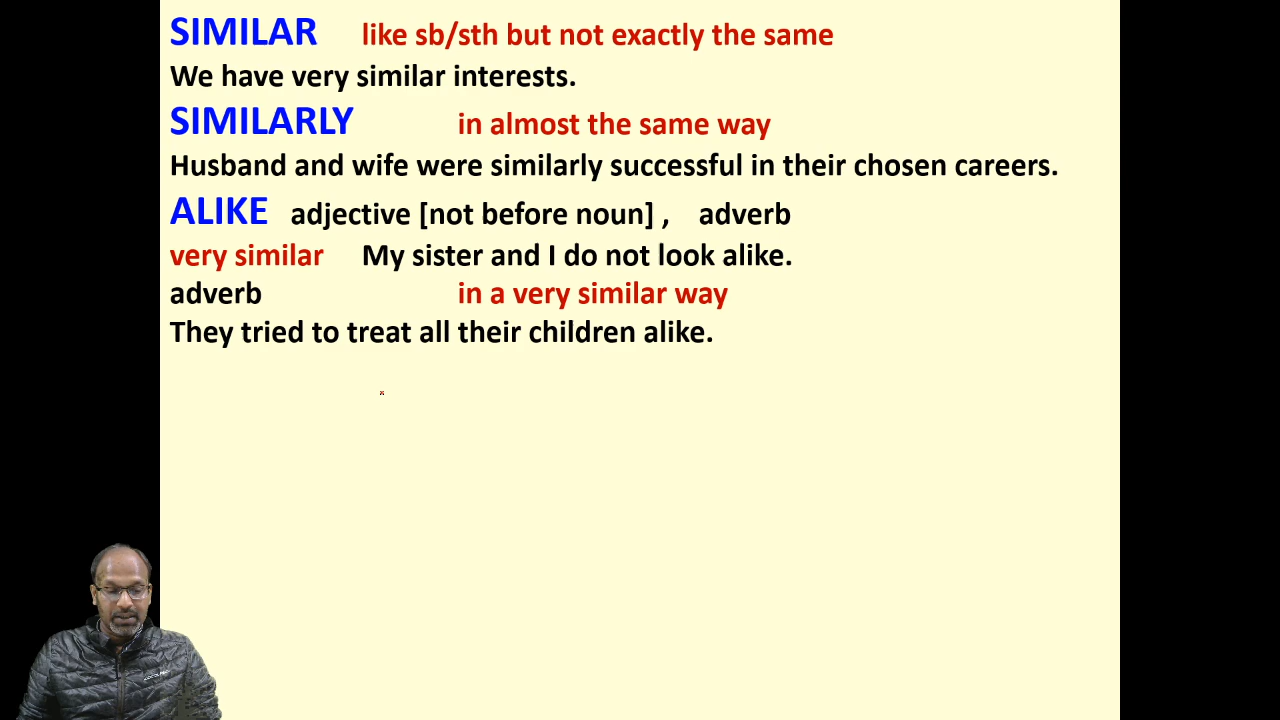 SIMILAR like sb/sth but not exactly the same
We have very similar interests.
SIMILARLY in almost the same way
Husband and wife were similarly successful in their chosen careers.
ALIKE adjective [not before noun] , adverb
very similar My sister and I do not look alike.
adverb in a very similar way
They tried to treat all their children alike.